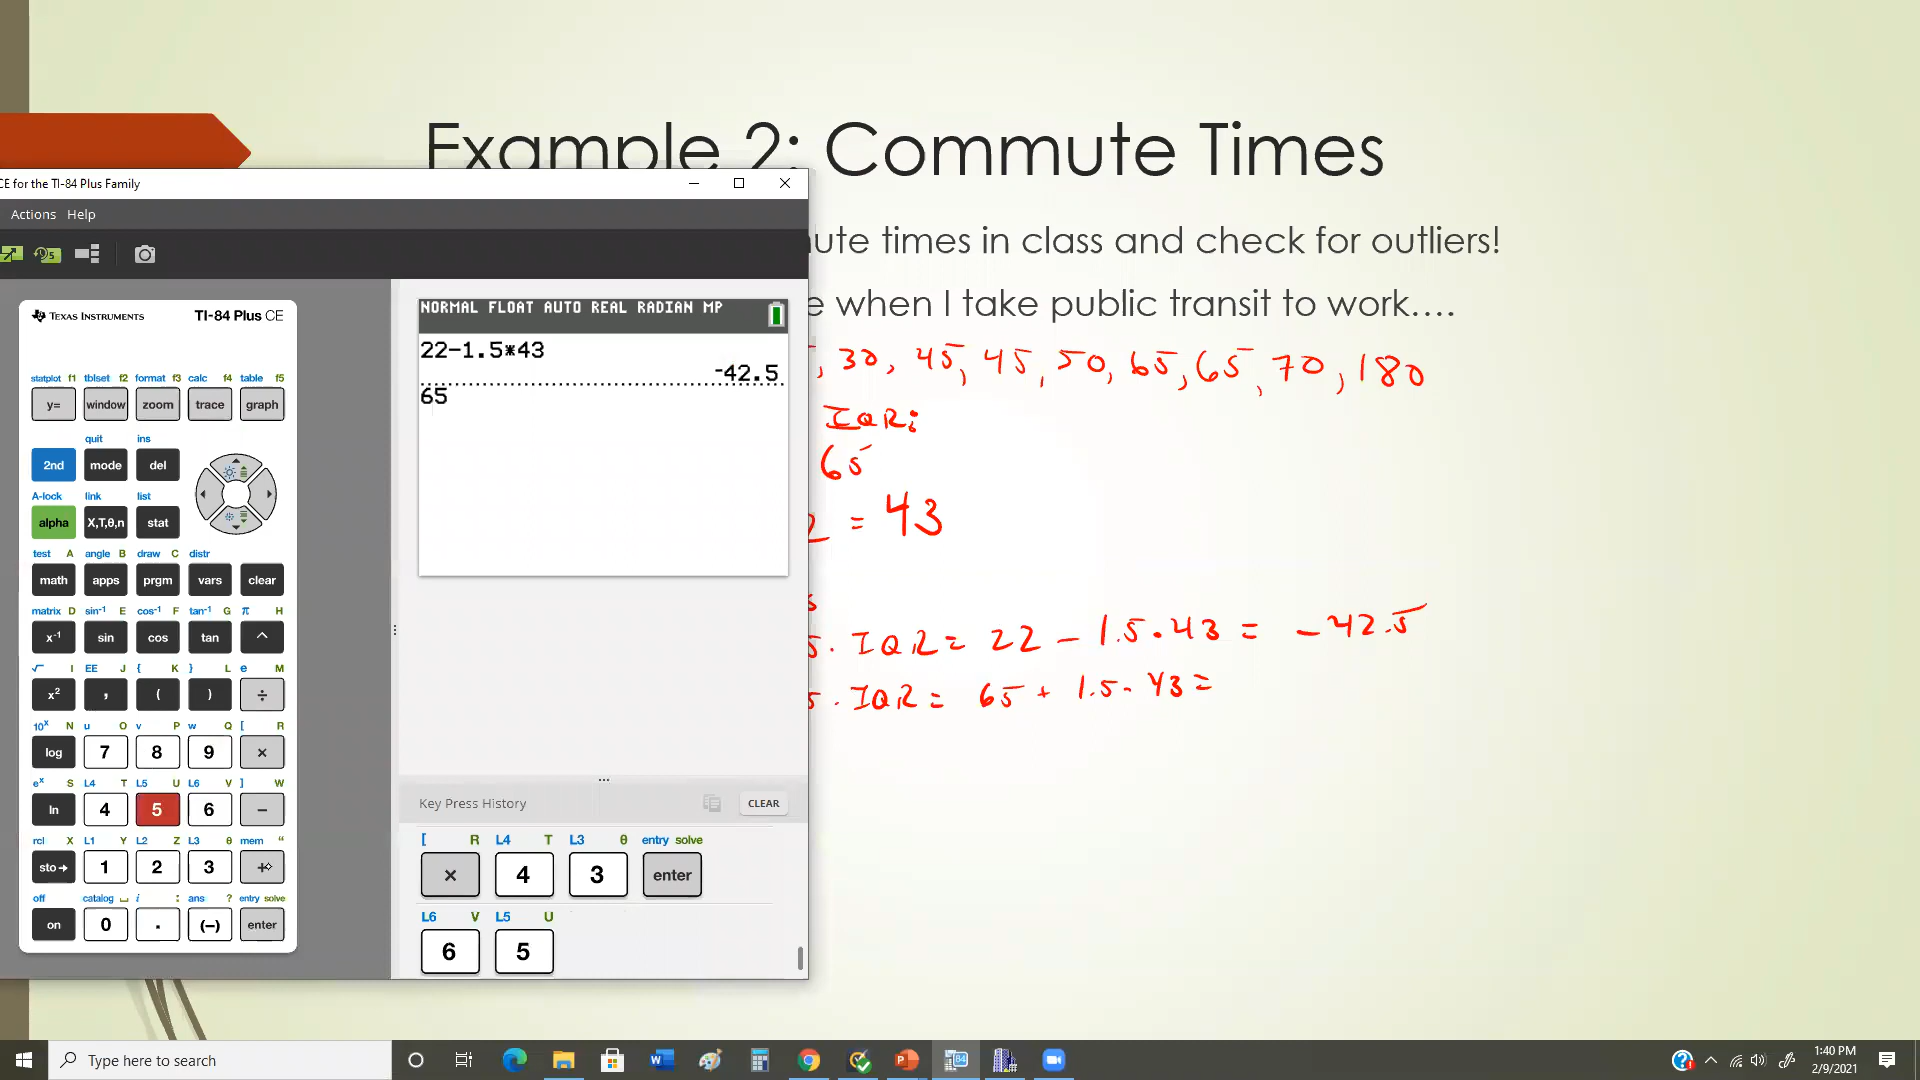 Example 2: Commute Times
CE for the TI-84 Plus Family
Actions Help
ute times in class and check for outliers!
e when I take public transit to work....
, 30, 45, 45, 50, 65, 65, 70, 180
IQR:
65
2 = 43
s
5 · IQR = 22 - 1.5 · 43 = -42.5
5 · IQR = 65 + 1.5 · 43 =
TEXAS INSTRUMENTS TI-84 Plus CE
NORMAL FLOAT AUTO REAL RADIAN MP
22-1.5*43
-42.5
65
statplot f1 tblset f2 format f3 calc f4 table f5
y= window zoom trace graph
quit ins
2nd mode del
A-lock link list
alpha X,T,θ,n stat
test A angle B draw C distr
math apps prgm vars clear
matrix D sin⁻¹ E cos⁻¹ F tan⁻¹ G π H
x⁻¹ sin cos tan ^
√ I EE J { K } L e M
x² , ( ) ÷
10ˣ N u O v P w Q [ R
log 7 8 9 ×
eˣ S L4 T L5 U L6 V ] W
ln 4 5 6 −
rcl X L1 Y L2 Z L3 θ mem "
sto→ 1 2 3 +
off catalog i : ans ? entry solve
on 0 . (−) enter
Key Press History CLEAR
[ R L4 T L3 θ entry solve
× 4 3 enter
L6 V L5 U
6 5
Type here to search
1:40 PM
2/9/2021